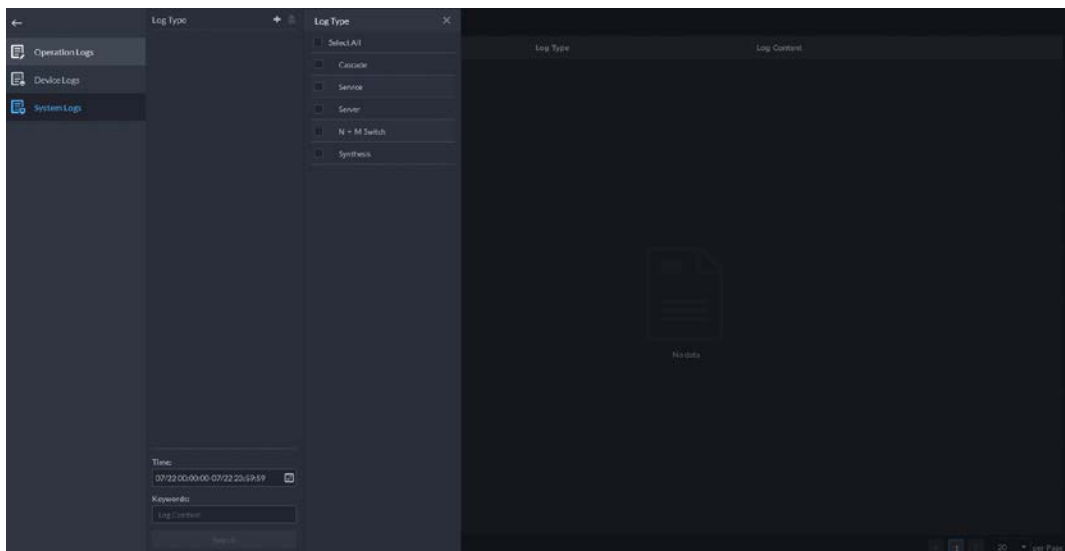 Operation Logs
Device Logs
System Logs
Log Type
Time:
07/22 00:00:00-07/22 23:59:59
Keywords:
Log Content
Search
Log Type
Select All
Cascade
Service
Server
N + M Switch
Synthesis
Log Type
Log Content
No data
1
20
per Page